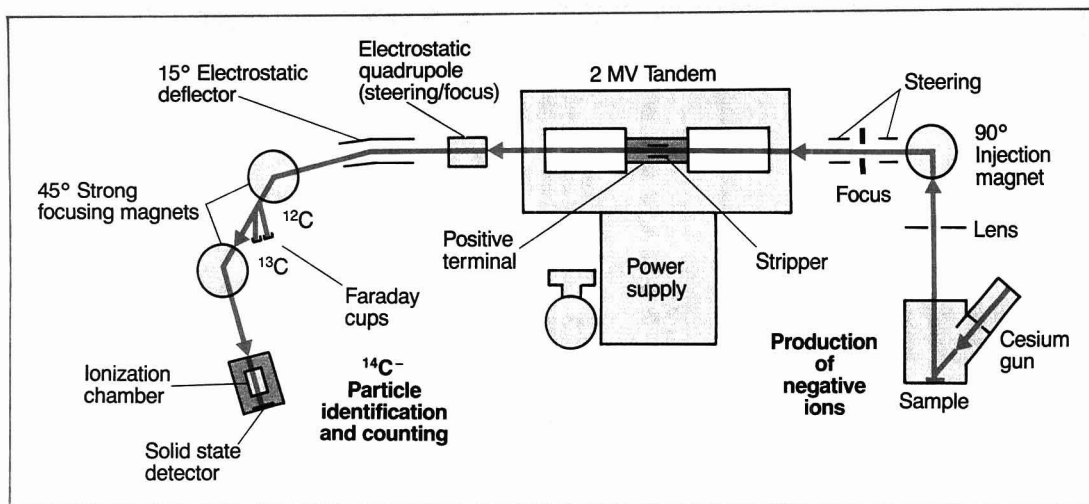 Electrostatic
quadrupole
(steering/focus)
15° Electrostatic
deflector
2 MV Tandem
Steering
90°
Injection
magnet
Focus
45° Strong
focusing magnets
¹²C
¹³C
Faraday
cups
Positive
terminal
Stripper
Power
supply
Lens
Cesium
gun
Sample
Production
of
negative
ions
Ionization
chamber
¹⁴C⁻
Particle
identification
and counting
Solid state
detector